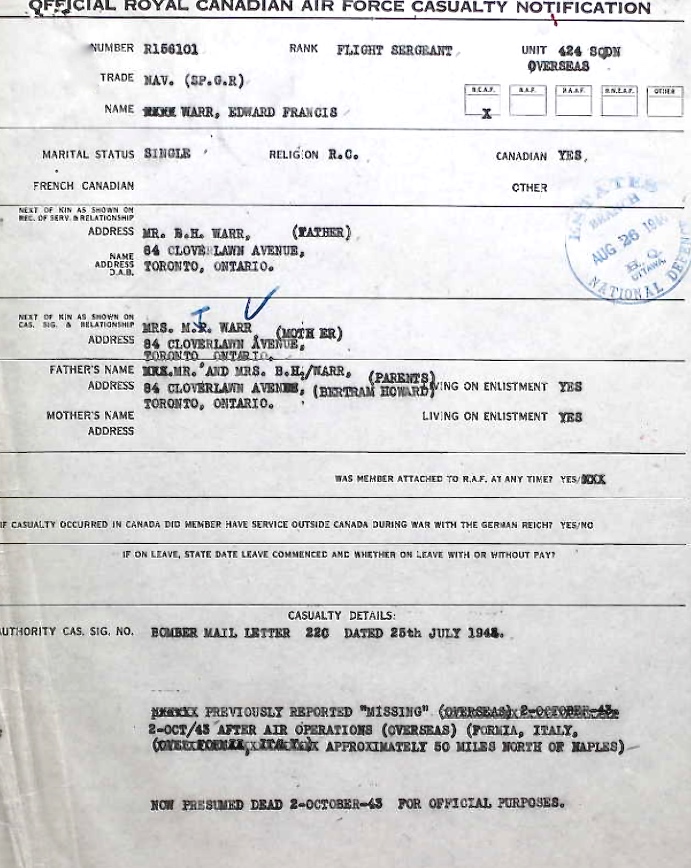 OFFICIAL ROYAL CANADIAN AIR FORCE CASUALTY NOTIFICATION
NUMBER R156101 RANK FLIGHT SERGEANT UNIT 424 SQDN
OVERSEAS
TRADE NAV. (SP.G.R)
R.C.A.F. R.A.F. R.A.A.F. R.N.Z.A.F. OTHER
X
NAME WARR, EDWARD FRANCIS
MARITAL STATUS SINGLE RELIGION R.C. CANADIAN YES,
FRENCH CANADIAN OTHER
ESTATES
BRANCH
AUG 26
H.Q.
OTTAWA.
NATIONAL DEFENCE
NEXT OF KIN AS SHOWN ON
REC. OF SERV. & RELATIONSHIP
ADDRESS MR. B.H. WARR, (FATHER)
84 CLOVERLAWN AVENUE,
NAME
ADDRESS TORONTO, ONTARIO.
D.A.B.
NEXT OF KIN AS SHOWN ON
CAS. SIG. & RELATIONSHIP MRS. M.I. WARR (MOTHER)
ADDRESS 84 CLOVERLAWN AVENUE,
TORONTO ONTARIO.
FATHER'S NAME MR. AND MRS. B.H./WARR, (PARENTS)
ADDRESS 84 CLOVERLAWN AVENUE, (BERTRAM HOWARD) LIVING ON ENLISTMENT YES
TORONTO, ONTARIO.
MOTHER'S NAME LIVING ON ENLISTMENT YES
ADDRESS
WAS MEMBER ATTACHED TO R.A.F. AT ANY TIME? YES/XXX
IF CASUALTY OCCURRED IN CANADA DID MEMBER HAVE SERVICE OUTSIDE CANADA DURING WAR WITH THE GERMAN REICH? YES/NO
IF ON LEAVE, STATE DATE LEAVE COMMENCED AND WHETHER ON LEAVE WITH OR WITHOUT PAY?
CASUALTY DETAILS:
AUTHORITY CAS. SIG. NO. BOMBER MAIL LETTER DATED 25th JULY
PREVIOUSLY REPORTED "MISSING" (OVERSEAS) 2-OCTOBER-43
2-OCT/43 AFTER AIR OPERATIONS (OVERSEAS) (FORMIA, ITALY,
APPROXIMATELY 50 MILES NORTH OF NAPLES)
NOW PRESUMED DEAD 2-OCTOBER-43 FOR OFFICIAL PURPOSES.